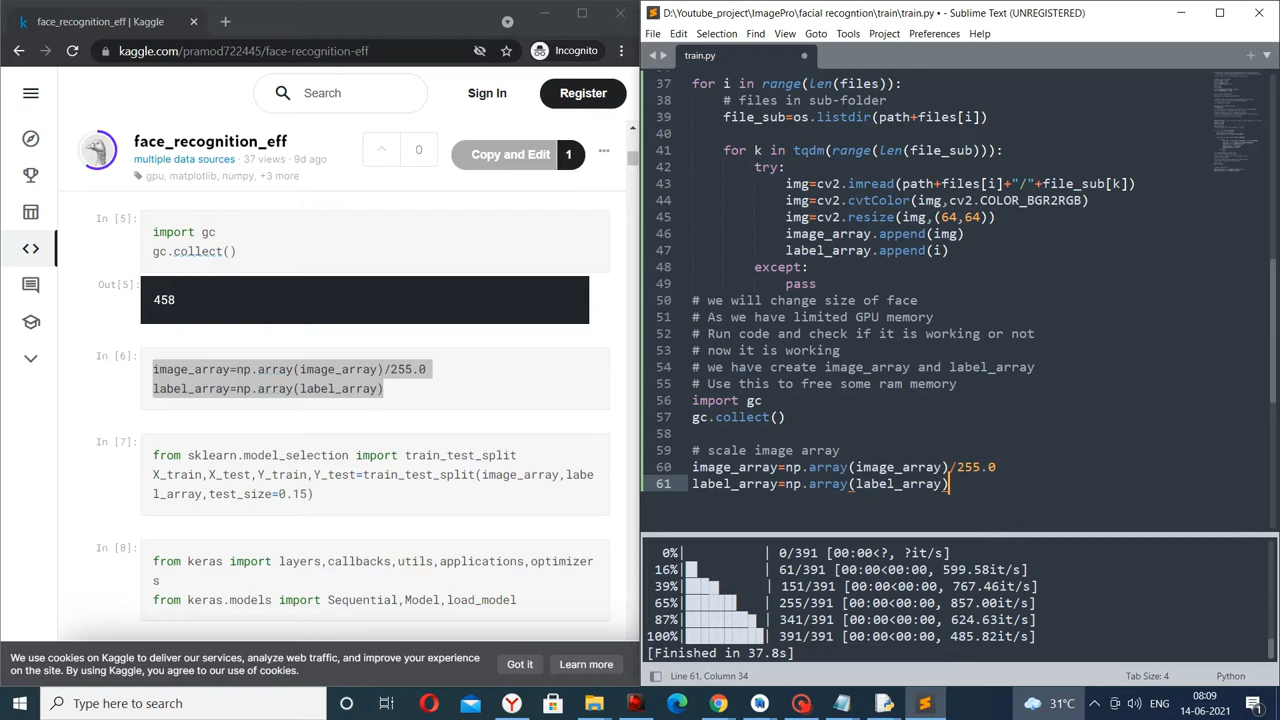 face_recognition_eff | Kaggle
kaggle.com/pramod722445/face-recognition-eff
Incognito
Search
Sign In
Register
face_recognition_eff
multiple data sources · 37 views · 9d ago
gpu, matplotlib, numpy, +3 more
0
Copy and Edit 1
In [5]:
import gc
gc.collect()
Out[5]:
458
In [6]:
image_array=np.array(image_array)/255.0
label_array=np.array(label_array)
In [7]:
from sklearn.model_selection import train_test_split
X_train,X_test,Y_train,Y_test=train_test_split(image_array,labe
l_array,test_size=0.15)
In [8]:
from keras import layers,callbacks,utils,applications,optimizer
s
from keras.models import Sequential,Model,load_model
We use cookies on Kaggle to deliver our services, analyze web traffic, and improve your experience
on the site. By using Kaggle, you agree to our use of cookies.
Got it
Learn more
D:\Youtube_project\ImagePro\facial recogntion\train\train.py • - Sublime Text (UNREGISTERED)
File Edit Selection Find View Goto Tools Project Preferences Help
train.py
37 for i in range(len(files)):
38 # files in sub-folder
39 file_sub=os.listdir(path+files[i])
40
41 for k in tqdm(range(len(file_sub))):
42 try:
43 img=cv2.imread(path+files[i]+"/"+file_sub[k])
44 img=cv2.cvtColor(img,cv2.COLOR_BGR2RGB)
45 img=cv2.resize(img,(64,64))
46 image_array.append(img)
47 label_array.append(i)
48 except:
49 pass
50 # we will change size of face
51 # As we have limited GPU memory
52 # Run code and check if it is working or not
53 # now it is working
54 # we have create image_array and label_array
55 # Use this to free some ram memory
56 import gc
57 gc.collect()
58
59 # scale image array
60 image_array=np.array(image_array)/255.0
61 label_array=np.array(label_array)
0%| | 0/391 [00:00<?, ?it/s]
16%| | 61/391 [00:00<00:00, 599.58it/s]
39%| | 151/391 [00:00<00:00, 767.46it/s]
65%| | 255/391 [00:00<00:00, 857.00it/s]
87%| | 341/391 [00:00<00:00, 624.63it/s]
100%| | 391/391 [00:00<00:00, 485.82it/s]
[Finished in 37.8s]
Line 61, Column 34
Tab Size: 4
Python
Type here to search
31°C
ENG
08:09
14-06-2021
1